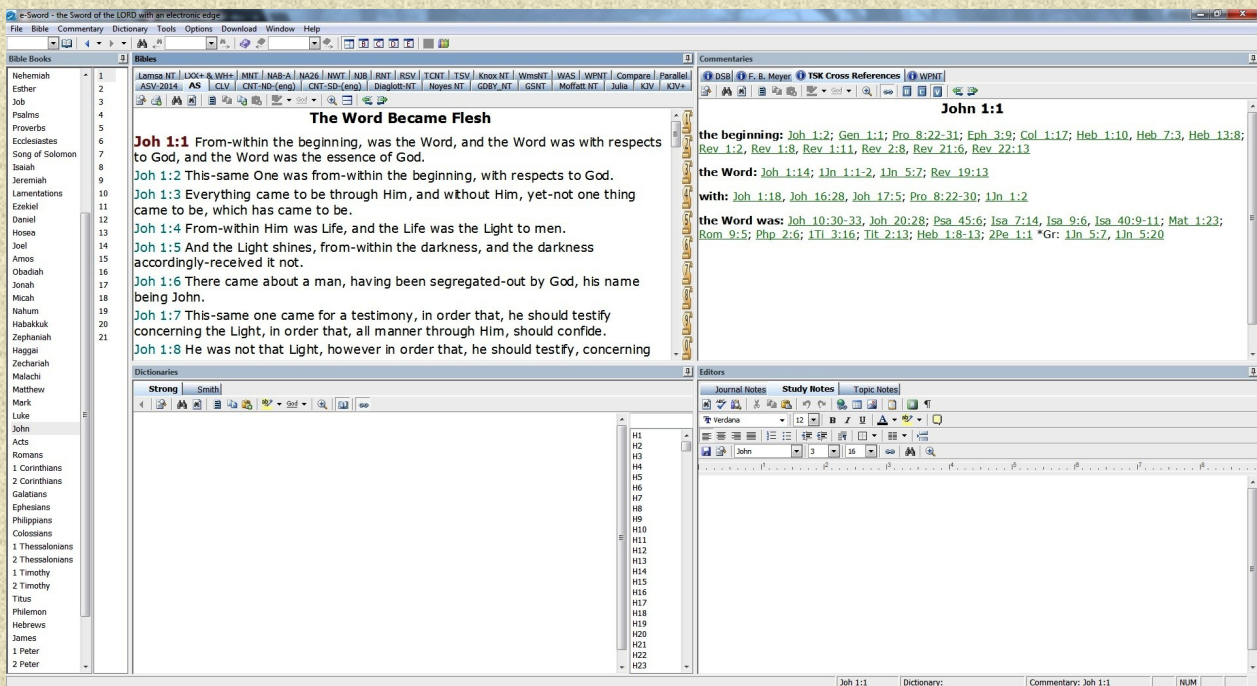 e-Sword - the Sword of the LORD with an electronic edge
File Bible Commentary Dictionary Tools Options Download Window Help
Bible Books
Nehemiah
Esther
Job
Psalms
Proverbs
Ecclesiastes
Song of Solomon
Isaiah
Jeremiah
Lamentations
Ezekiel
Daniel
Hosea
Joel
Amos
Obadiah
Jonah
Micah
Nahum
Habakkuk
Zephaniah
Haggai
Zechariah
Malachi
Matthew
Mark
Luke
John
Acts
Romans
1 Corinthians
2 Corinthians
Galatians
Ephesians
Philippians
Colossians
1 Thessalonians
2 Thessalonians
1 Timothy
2 Timothy
Titus
Philemon
Hebrews
James
1 Peter
2 Peter
1
2
3
4
5
6
7
8
9
10
11
12
13
14
15
16
17
18
19
20
21
Bibles
Lamsa NT LXX+ & WH+ MNT NAB-A NA26 NWT NJB RNT RSV TCNT TSV Knox NT WmsNT WAS WPNT Compare Parallel
ASV-2014 AS CLV CNT-ND-(eng) CNT-SD-(eng) Diaglott-NT Noyes NT GDBY_NT GSNT Moffatt NT Julia KJV KJV+
The Word Became Flesh
Joh 1:1 From-within the beginning, was the Word, and the Word was with respects
to God, and the Word was the essence of God.
Joh 1:2 This-same One was from-within the beginning, with respects to God.
Joh 1:3 Everything came to be through Him, and without Him, yet-not one thing
came to be, which has came to be.
Joh 1:4 From-within Him was Life, and the Life was the Light to men.
Joh 1:5 And the Light shines, from-within the darkness, and the darkness
accordingly-received it not.
Joh 1:6 There came about a man, having been segregated-out by God, his name
being John.
Joh 1:7 This-same one came for a testimony, in order that, he should testify
concerning the Light, in order that, all manner through Him, should confide.
Joh 1:8 He was not that Light, however in order that, he should testify, concerning
Commentaries
DSB F. B. Meyer TSK Cross References WPNT
John 1:1
the beginning: Joh 1:2; Gen 1:1; Pro 8:22-31; Eph 3:9; Col 1:17; Heb 1:10, Heb 7:3, Heb 13:8;
Rev 1:2, Rev 1:8, Rev 1:11, Rev 2:8, Rev 21:6, Rev 22:13
the Word: Joh 1:14; 1Jn 1:1-2, 1Jn 5:7; Rev 19:13
with: Joh 1:18, Joh 16:28, Joh 17:5; Pro 8:22-30; 1Jn 1:2
the Word was: Joh 10:30-33, Joh 20:28; Psa 45:6; Isa 7:14, Isa 9:6, Isa 40:9-11; Mat 1:23;
Rom 9:5; Php 2:6; 1Ti 3:16; Tit 2:13; Heb 1:8-13; 2Pe 1:1 *Gr: 1Jn 5:7, 1Jn 5:20
Dictionaries
Strong Smith
H1
H2
H3
H4
H5
H6
H7
H8
H9
H10
H11
H12
H13
H14
H15
H16
H17
H18
H19
H20
H21
H22
H23
Editors
Journal Notes Study Notes Topic Notes
Verdana 12 B I U A
John 3 16
1 2 3 4 5 6 7 8
Joh 1:1 Dictionary: Commentary: Joh 1:1 NUM